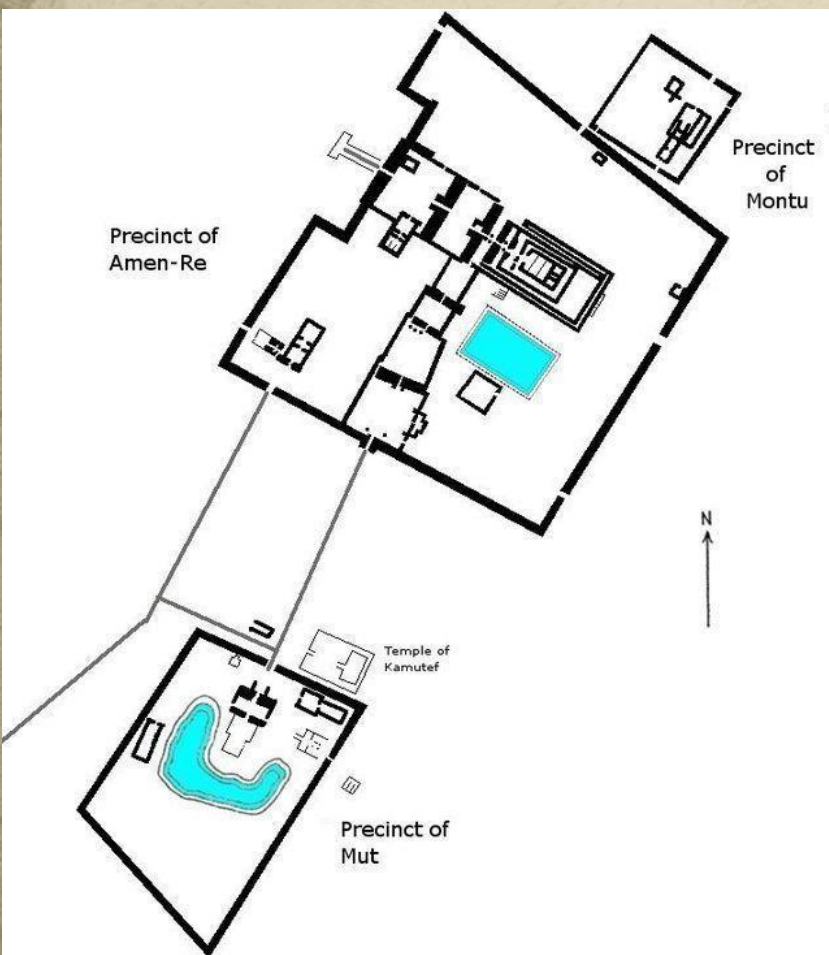 Precinct
of
Montu
Precinct of
Amen-Re
N
Temple of
Kamutef
Precinct of
Mut